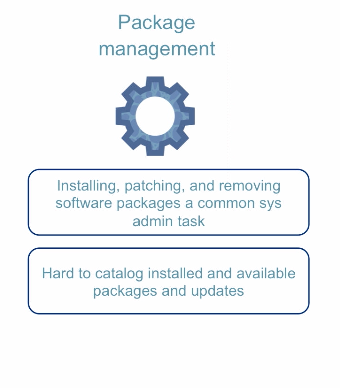 Package
management
Installing, patching, and removing
software packages a common sys
admin task
Hard to catalog installed and available
packages and updates